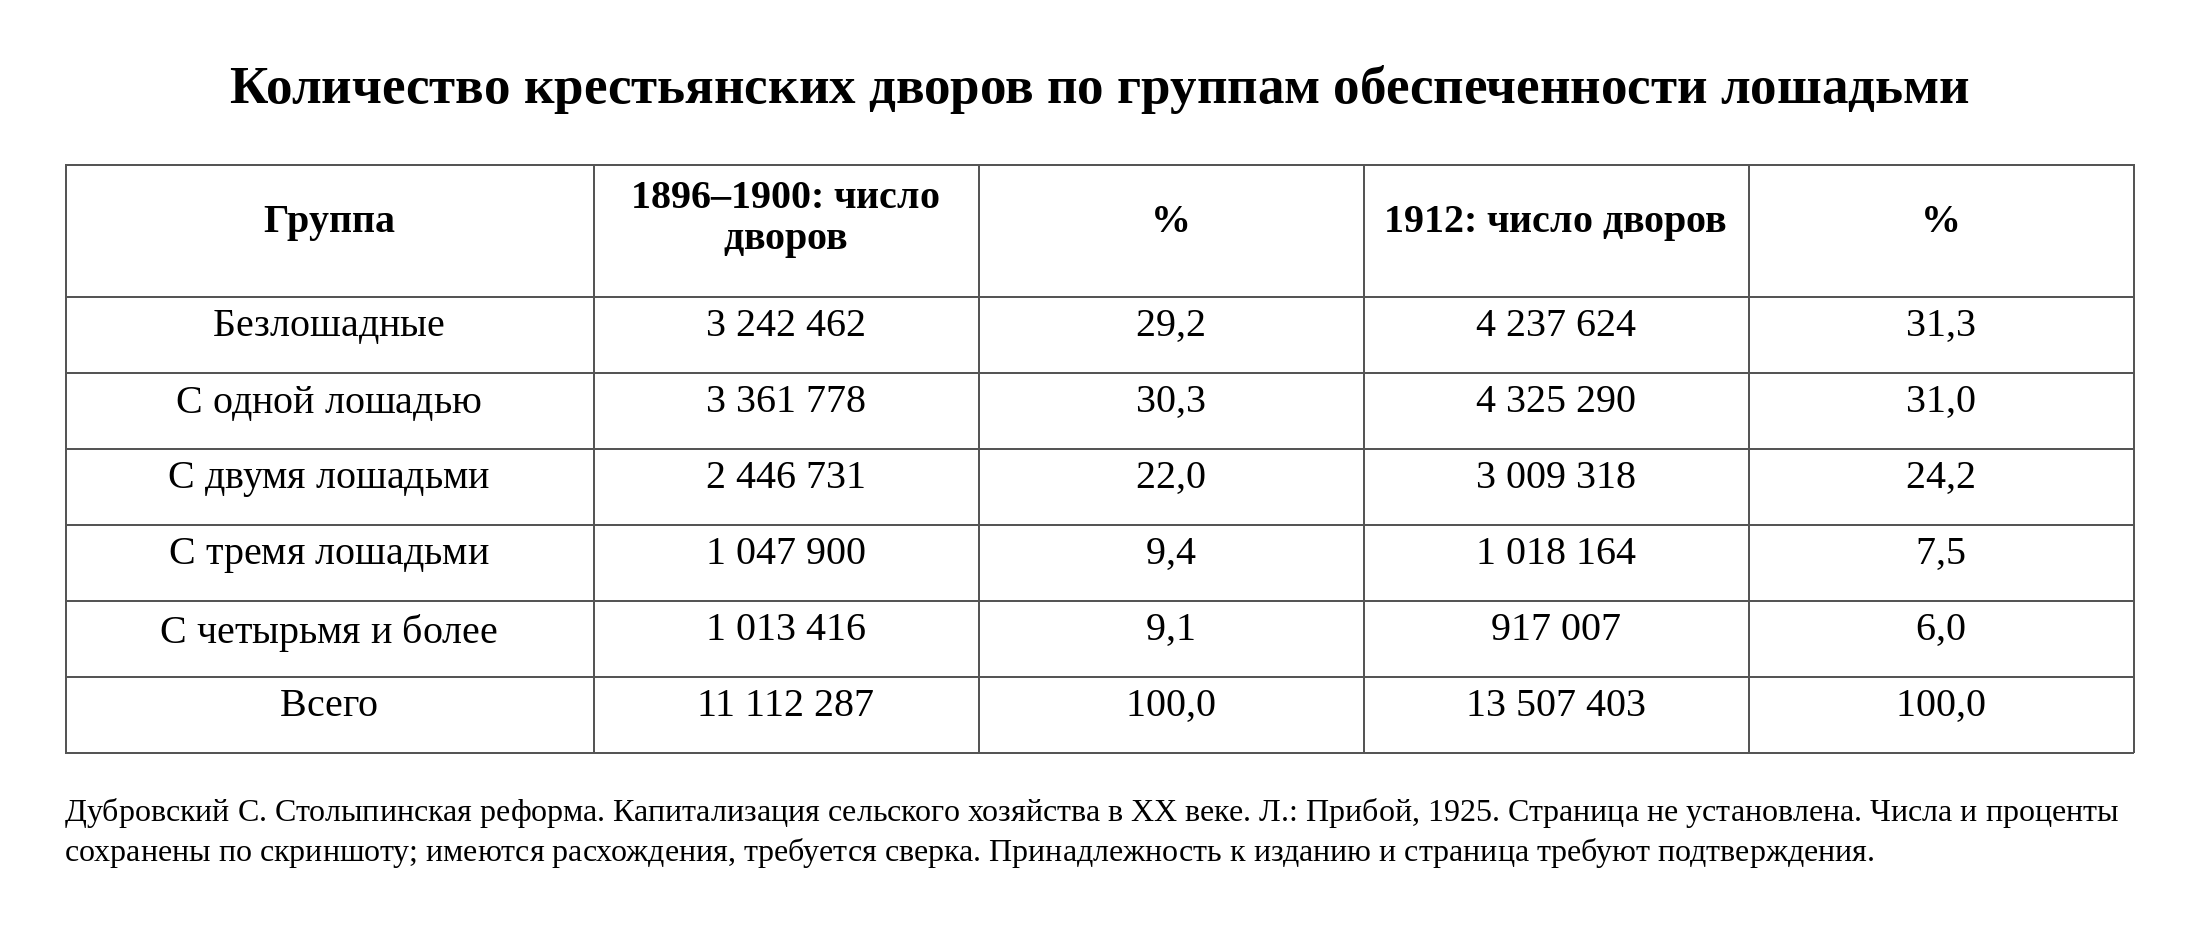 Количество крестьянских дворов по группам обеспеченности лошадьми
Группа 1896–1900: число дворов % 1912: число дворов %
Безлошадные 3 242 462 29,2 4 237 624 31,3
С одной лошадью 3 361 778 30,3 4 325 290 31,0
С двумя лошадьми 2 446 731 22,0 3 009 318 24,2
С тремя лошадьми 1 047 900 9,4 1 018 164 7,5
С четырьмя и более 1 013 416 9,1 917 007 6,0
Всего 11 112 287 100,0 13 507 403 100,0
Дубровский С. Столыпинская реформа. Капитализация сельского хозяйства в XX веке. Л.: Прибой, 1925. Страница не установлена. Числа и проценты
сохранены по скриншоту; имеются расхождения, требуется сверка. Принадлежность к изданию и страница требуют подтверждения.